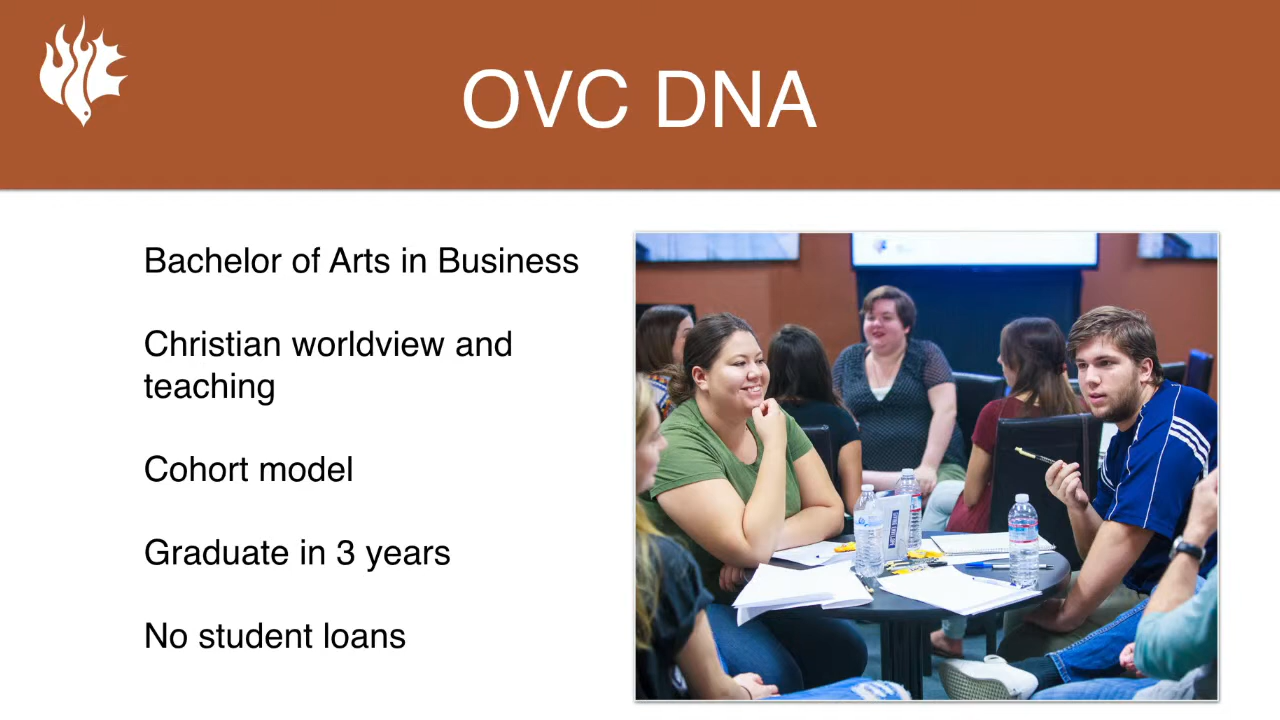 OVC DNA
Bachelor of Arts in Business
Christian worldview and
teaching
Cohort model
Graduate in 3 years
No student loans